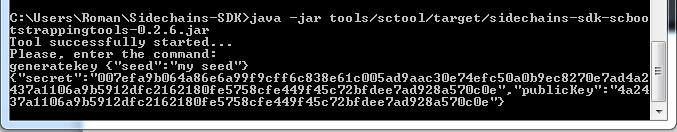 C:\Users\Roman\Sidechains-SDK>java -jar tools/sctool/target/sidechains-sdk-scboo
tstrappingtools-0.2.6.jar
Tool successfully started...
Please, enter the command:
generatekey {"seed":"my seed"}
{"secret":"007efa9b064a86e6a99f9cff6c838e61c005ad9aac30e74efc50a0b9ec8270e7ad4a2
437a1106a9b5912dfc2162180fe5758cfe449f45c72bfdee7ad928a570c0e","publicKey":"4a24
37a1106a9b5912dfc2162180fe5758cfe449f45c72bfdee7ad928a570c0e"}